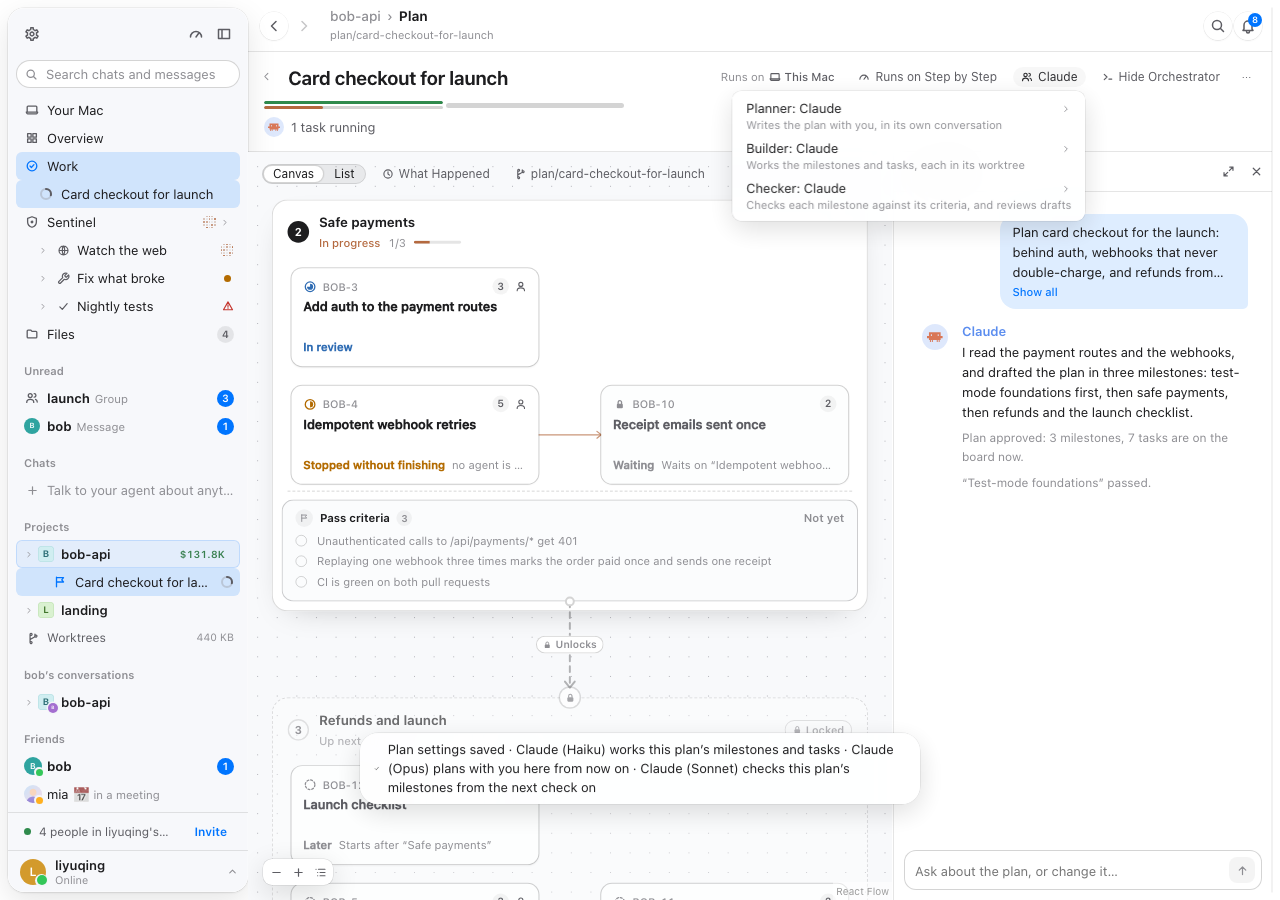 Search chats and messages
Your Mac
Overview
Work
Card checkout for launch
Sentinel
Watch the web
Fix what broke
Nightly tests
Files 4
Unread
launch Group 3
B bob Message 1
Chats
Talk to your agent about anyt...
Projects
B bob-api $131.8K
Card checkout for la...
L landing
Worktrees 440 KB
bob's conversations
B bob-api
Friends
B bob 1
mia 📅 in a meeting
4 people in liyuqing's... Invite
L liyuqing
Online
bob-api › Plan
plan/card-checkout-for-launch
8
Card checkout for launch
Runs on This Mac
Runs on Step by Step
Claude
Hide Orchestrator
...
1 task running
Planner: Claude
Writes the plan with you, in its own conversation
Builder: Claude
Works the milestones and tasks, each in its worktree
Checker: Claude
Checks each milestone against its criteria, and reviews drafts
Canvas List What Happened plan/card-checkout-for-launch
2 Safe payments
In progress 1/3
BOB-3 3
Add auth to the payment routes
In review
BOB-4 5
Idempotent webhook retries
Stopped without finishing no agent is ...
BOB-10 2
Receipt emails sent once
Waiting Waits on “Idempotent webhoo...
Pass criteria 3 Not yet
Unauthenticated calls to /api/payments/* get 401
Replaying one webhook three times marks the order paid once and sends one receipt
CI is green on both pull requests
Unlocks
3 Refunds and launch
Up next
Locked
Launch checklist
Later Starts after “Safe payments”
React Flow
Plan settings saved · Claude (Haiku) works this plan’s milestones and tasks · Claude
(Opus) plans with you here from now on · Claude (Sonnet) checks this plan’s
milestones from the next check on
Plan card checkout for the launch:
behind auth, webhooks that never
double-charge, and refunds from...
Show all
Claude
I read the payment routes and the webhooks,
and drafted the plan in three milestones: test-
mode foundations first, then safe payments,
then refunds and the launch checklist.
Plan approved: 3 milestones, 7 tasks are on the
board now.
“Test-mode foundations” passed.
Ask about the plan, or change it...